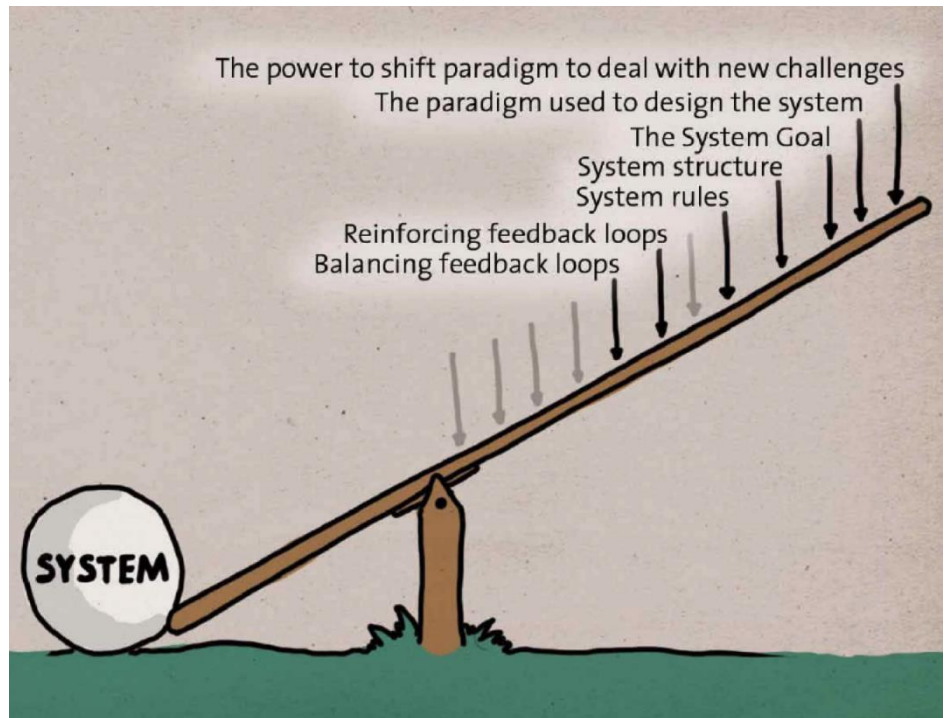 The power to shift paradigm to deal with new challenges
The paradigm used to design the system
The System Goal
System structure
System rules
Reinforcing feedback loops
Balancing feedback loops
SYSTEM